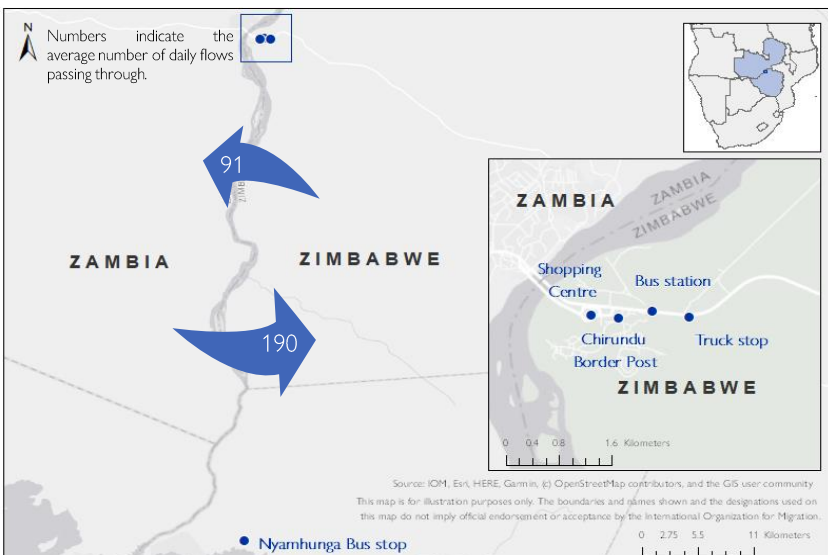 N
Numbers indicate the
average number of daily flows
passing through.
91
ZAMBIA
ZIMBABWE
190
ZAMBIA
ZAMBIA
ZIMBABWE
Shopping
Centre
Bus station
Chirundu
Border Post
Truck stop
ZIMBABWE
0 0.4 0.8 1.6 Kilometers
Source: IOM, Esri, HERE, Garmin, (c) OpenStreetMap contributors, and the GIS user community
This map is for illustration purposes only. The boundaries and names shown and the designations used on
this map do not imply official endorsement or acceptance by the International Organization for Migration.
0 2.75 5.5 11 Kilometers
Nyamhunga Bus stop